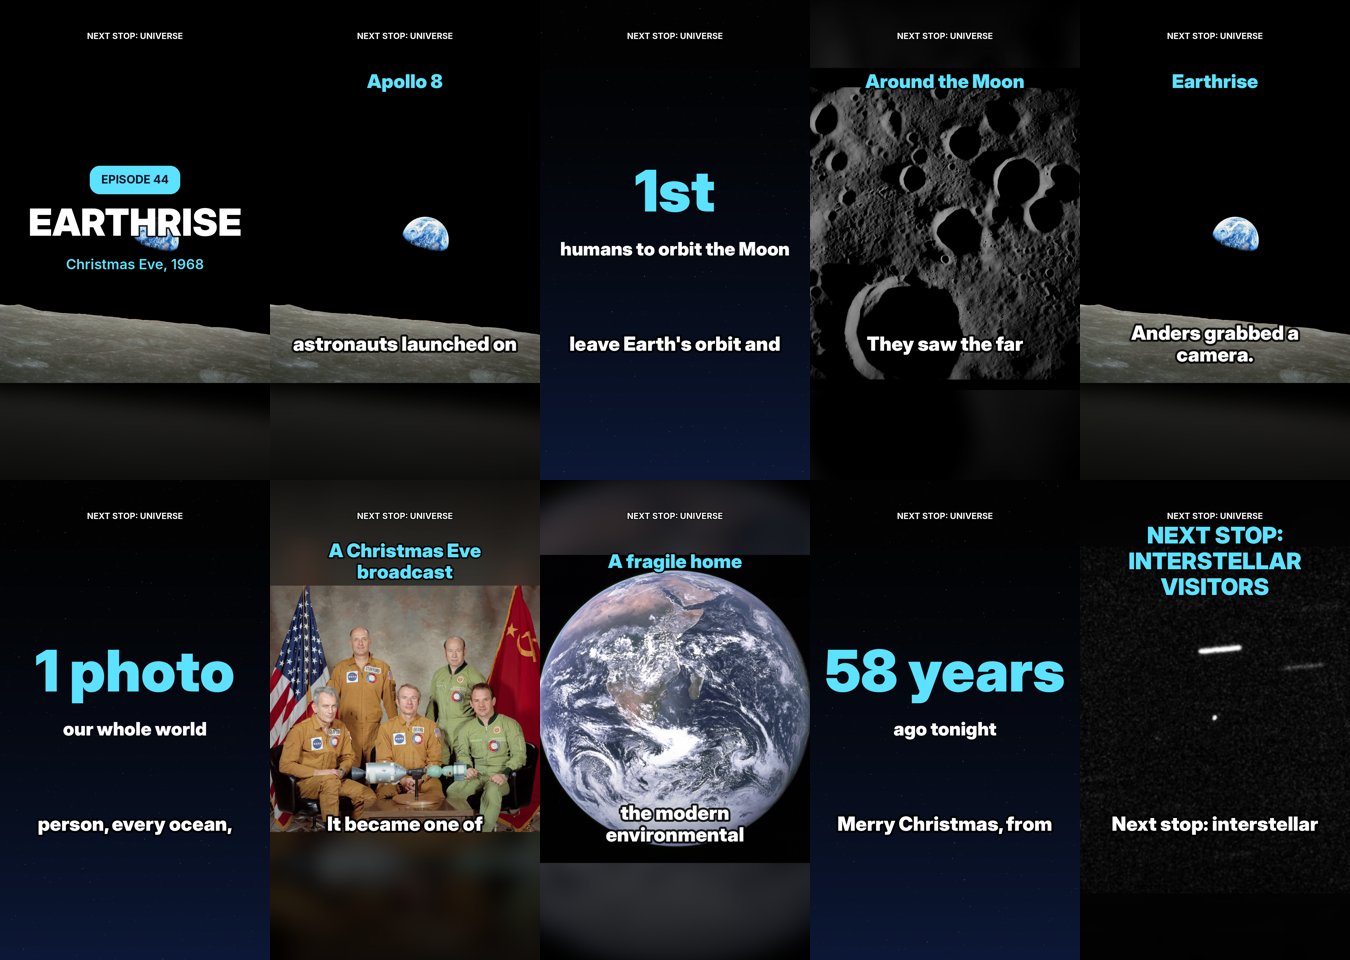 NEXT STOP: UNIVERSE
EPISODE 44
EARTHRISE
Christmas Eve, 1968
NEXT STOP: UNIVERSE
Apollo 8
astronauts launched on
NEXT STOP: UNIVERSE
1st
humans to orbit the Moon
leave Earth's orbit and
NEXT STOP: UNIVERSE
Around the Moon
They saw the far
NEXT STOP: UNIVERSE
Earthrise
Anders grabbed a
camera.
NEXT STOP: UNIVERSE
1 photo
our whole world
person, every ocean,
NEXT STOP: UNIVERSE
A Christmas Eve
broadcast
It became one of
NEXT STOP: UNIVERSE
A fragile home
the modern
environmental
NEXT STOP: UNIVERSE
58 years
ago tonight
Merry Christmas, from
NEXT STOP: UNIVERSE
NEXT STOP:
INTERSTELLAR
VISITORS
Next stop: interstellar